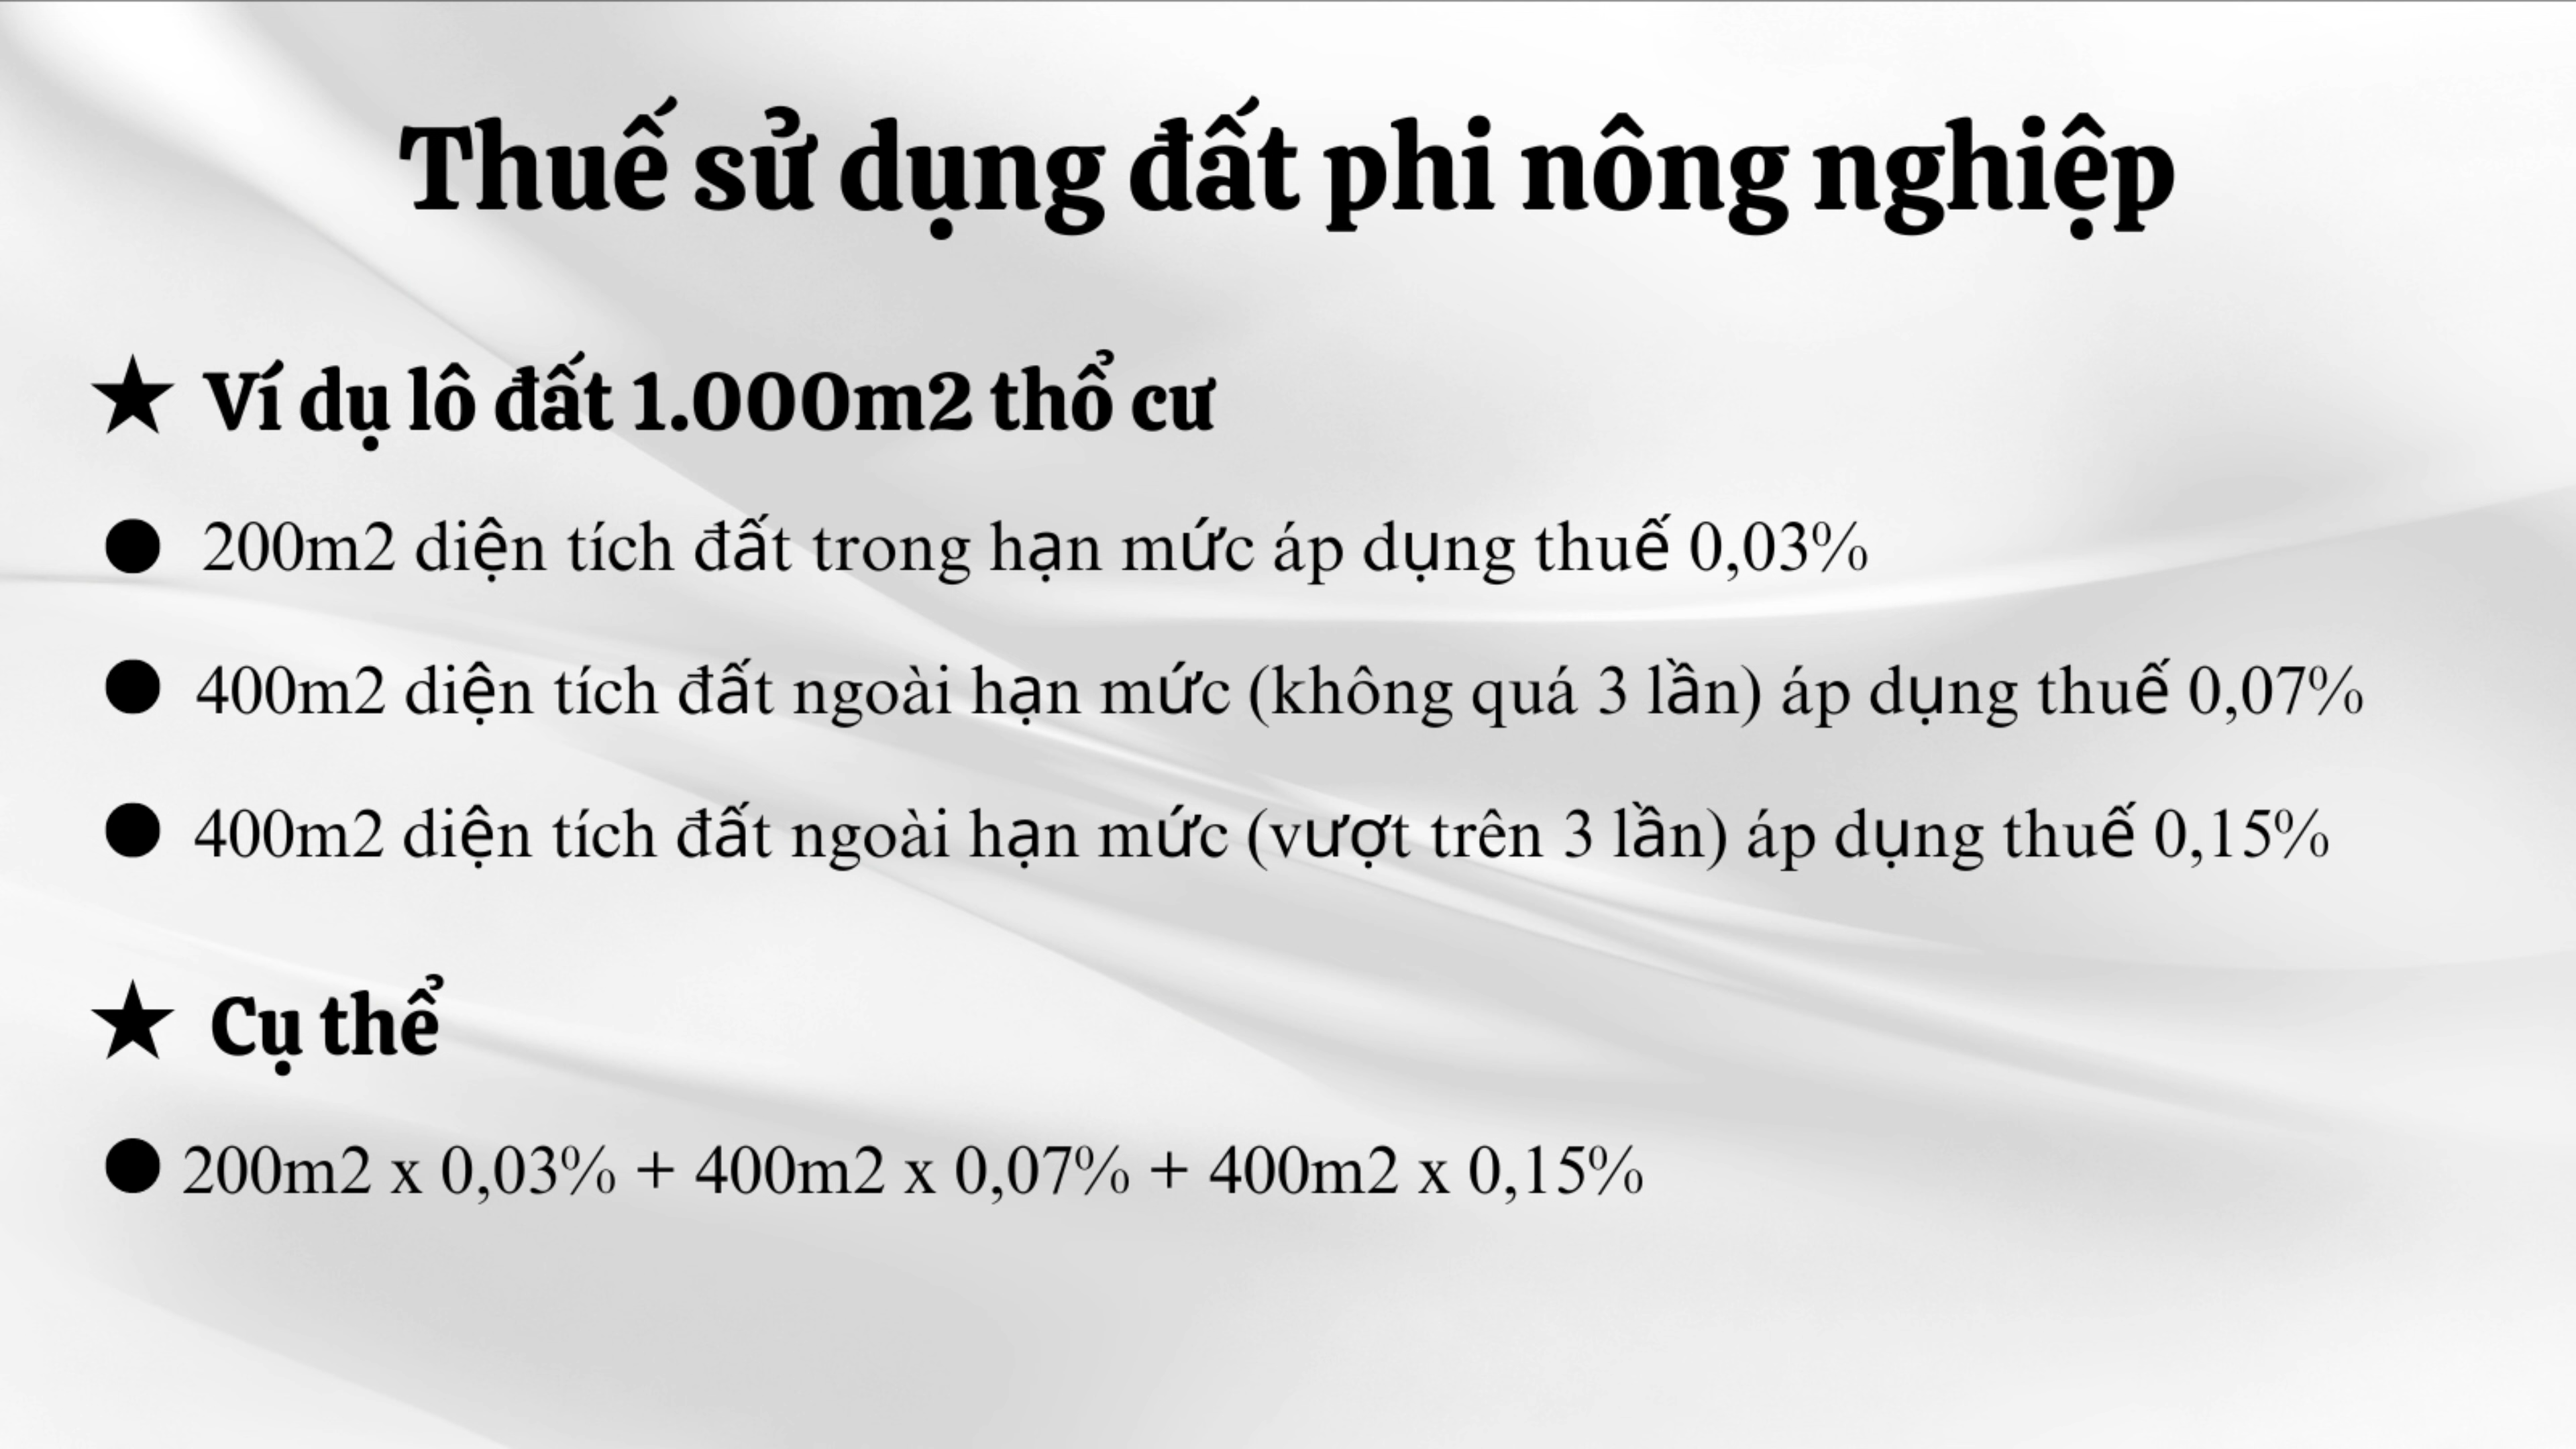 Thuế sử dụng đất phi nông nghiệp
★ Ví dụ lô đất 1.000m2 thổ cư
● 200m2 diện tích đất trong hạn mức áp dụng thuế 0,03%
● 400m2 diện tích đất ngoài hạn mức (không quá 3 lần) áp dụng thuế 0,07%
● 400m2 diện tích đất ngoài hạn mức (vượt trên 3 lần) áp dụng thuế 0,15%
★ Cụ thể
● 200m2 x 0,03% + 400m2 x 0,07% + 400m2 x 0,15%